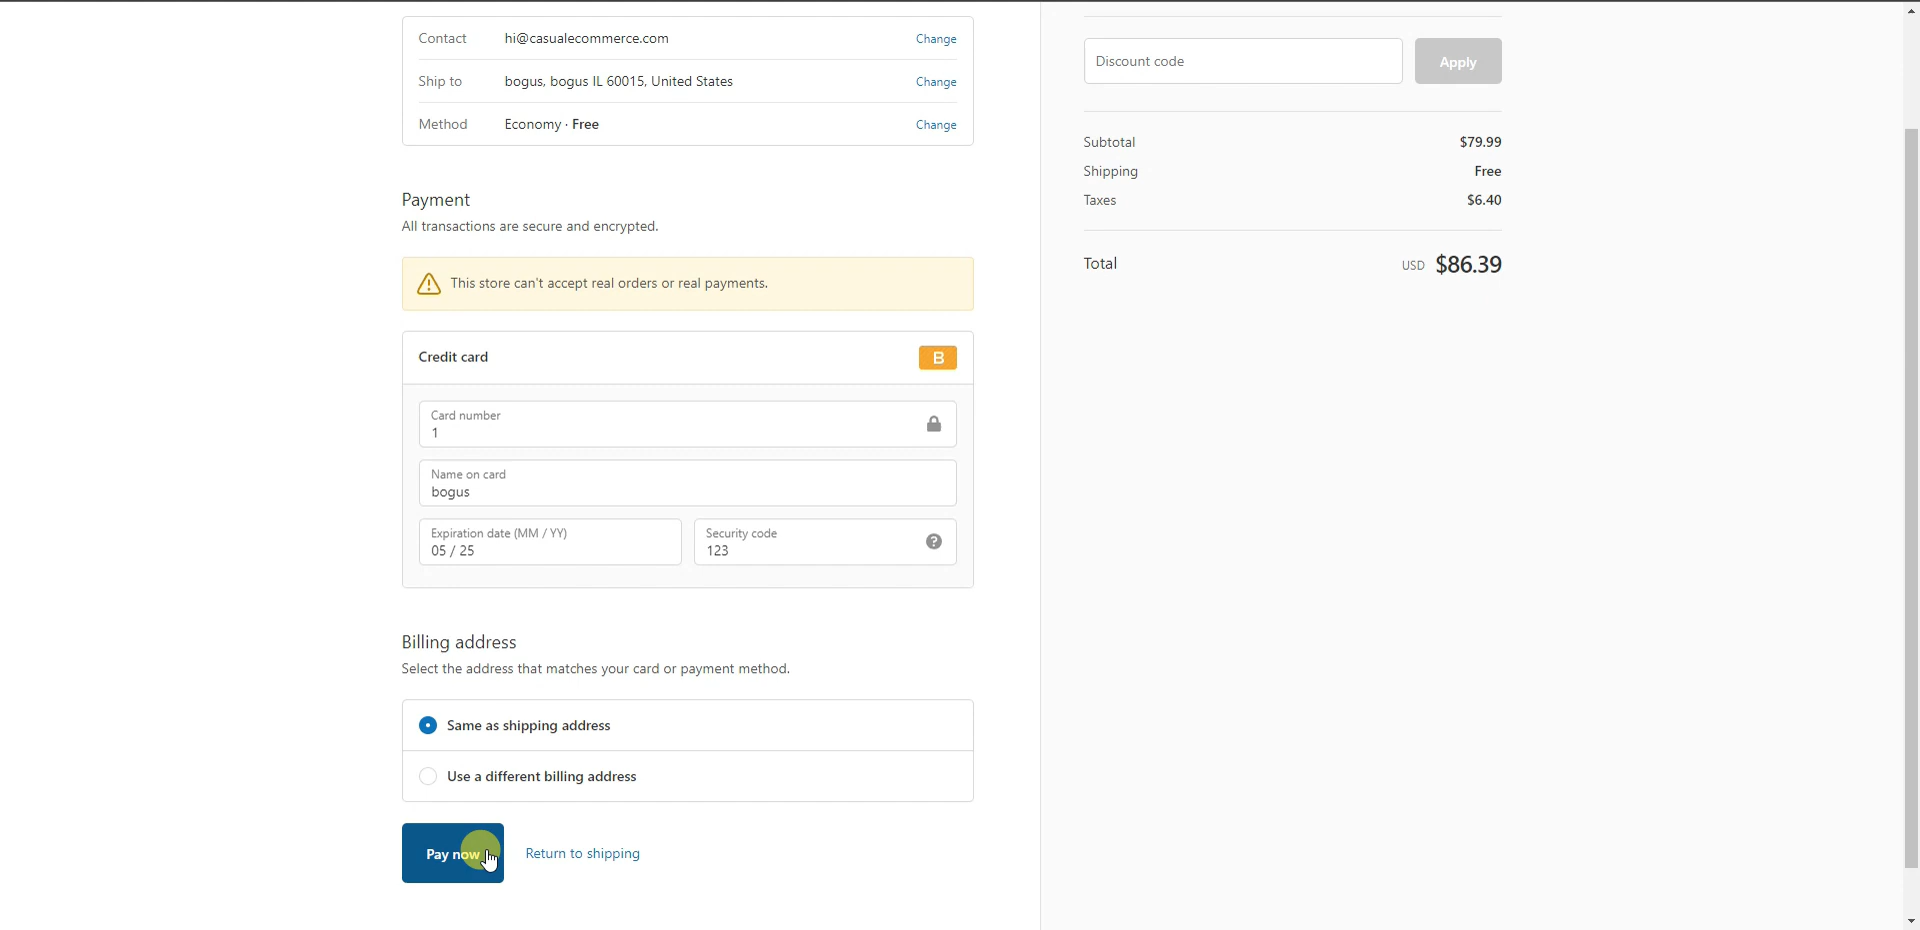 Contact hi@casualecommerce.com Change
Ship to bogus, bogus IL 60015, United States Change
Method Economy · Free Change
Payment
All transactions are secure and encrypted.
This store can't accept real orders or real payments.
Credit card B
Card number
1
Name on card
bogus
Expiration date (MM / YY)
05 / 25
Security code
123
?
Billing address
Select the address that matches your card or payment method.
Same as shipping address
Use a different billing address
Pay now Return to shipping
Discount code Apply
Subtotal $79.99
Shipping Free
Taxes $6.40
Total USD $86.39